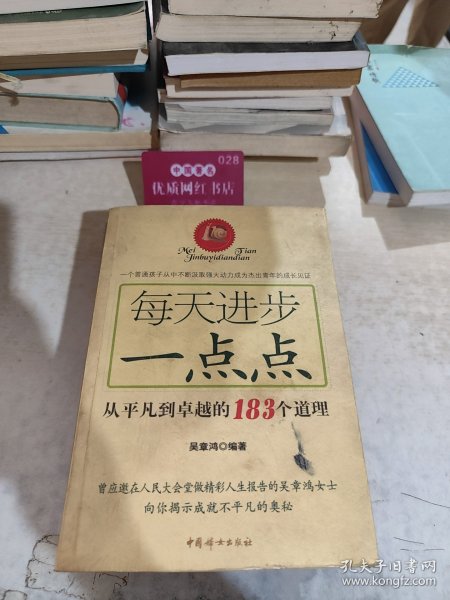 028
中国著名
优质网红书店
Mei Tian
Jinbuyidiandian
一个普通孩子从中不断汲取强大动力成为杰出青年的成长见证
每天进步
一点点
从平凡到卓越的183个道理
吴章鸿◎编著
曾应邀在人民大会堂做精彩人生报告的吴章鸿女士
向你揭示成就不平凡的奥秘
中国妇女出版社
孔夫子旧书网
www.kongfz.com